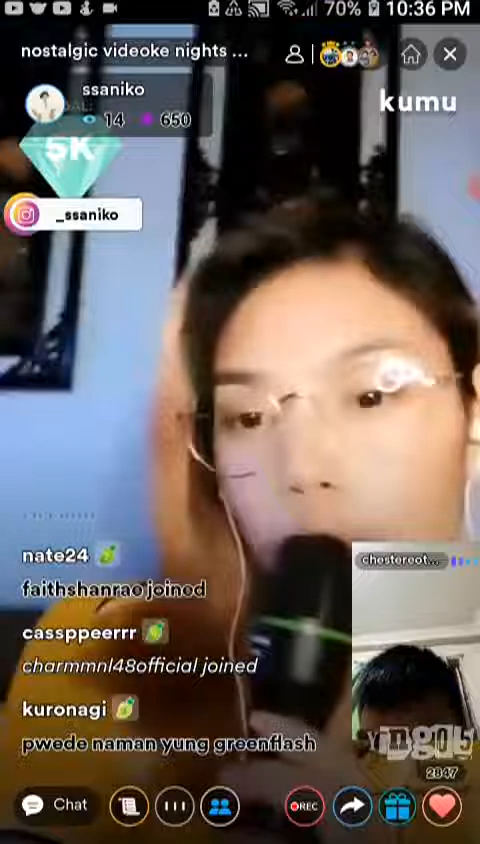 70% 10:36 PM
nostalgic videoke nights ...
ssaniko
14 650
kumu
5K
_ssaniko
nate24
faithshanrao joined
cassppeerrr
charmmnl48official joined
kuronagi
pwede naman yung greenflash
chestereot...
2847
Chat
REC